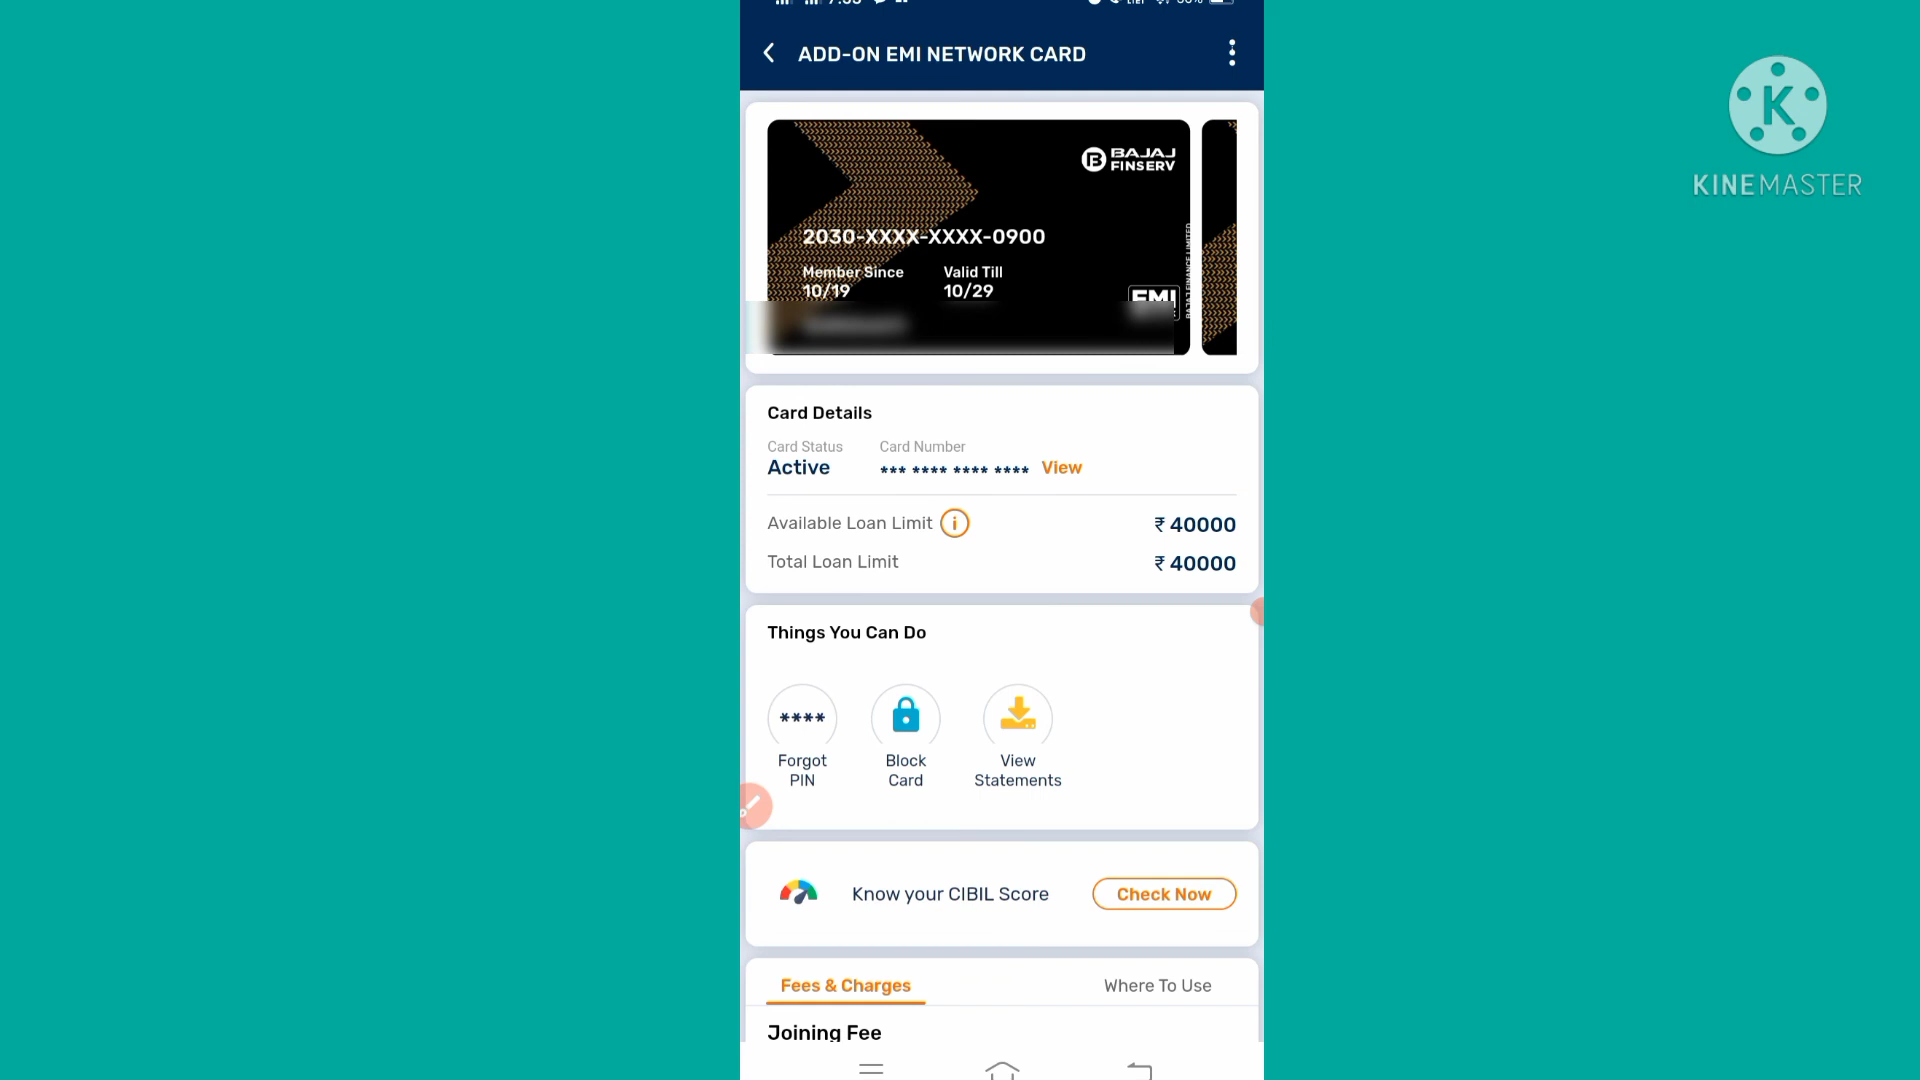 ADD-ON EMI NETWORK CARD
BAJAJ
FINSERV
2030-XXXX-XXXX-0900
Member Since Valid Till
10/19 10/29
EMI
BAJAJ FINANCE LIMITED
Card Details
Card Status Card Number
Active *** **** **** **** View
Available Loan Limit i ₹ 40000
Total Loan Limit ₹ 40000
Things You Can Do
****
Forgot PIN
Block Card
View Statements
Know your CIBIL Score Check Now
Fees & Charges Where To Use
Joining Fee
K
KINEMASTER